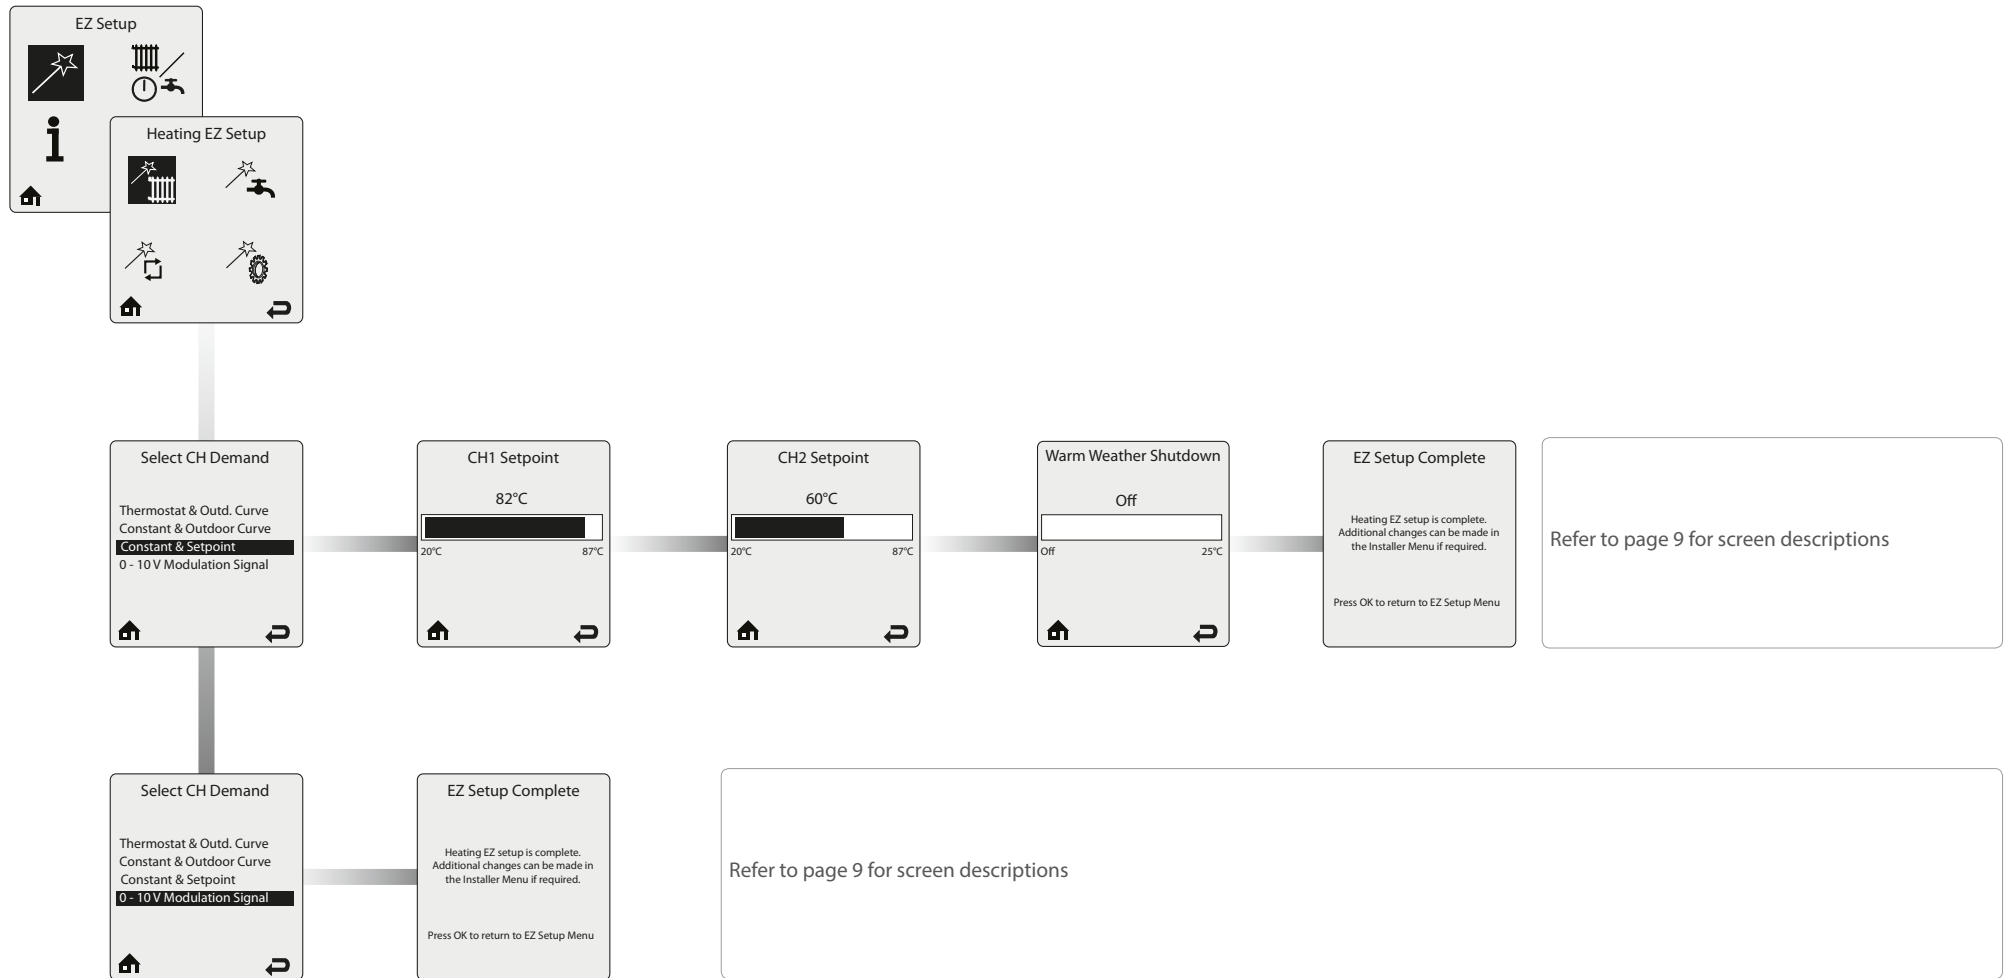 EZ Setup
Heating EZ Setup
Select CH Demand
Thermostat & Outd. Curve
Constant & Outdoor Curve
Constant & Setpoint
0 - 10 V Modulation Signal
CH1 Setpoint
82°C
20°C 87°C
CH2 Setpoint
60°C
20°C 87°C
Warm Weather Shutdown
Off
Off 25°C
EZ Setup Complete
Heating EZ setup is complete.
Additional changes can be made in
the Installer Menu if required.
Press OK to return to EZ Setup Menu
Refer to page 9 for screen descriptions
Select CH Demand
Thermostat & Outd. Curve
Constant & Outdoor Curve
Constant & Setpoint
0 - 10 V Modulation Signal
EZ Setup Complete
Heating EZ setup is complete.
Additional changes can be made in
the Installer Menu if required.
Press OK to return to EZ Setup Menu
Refer to page 9 for screen descriptions